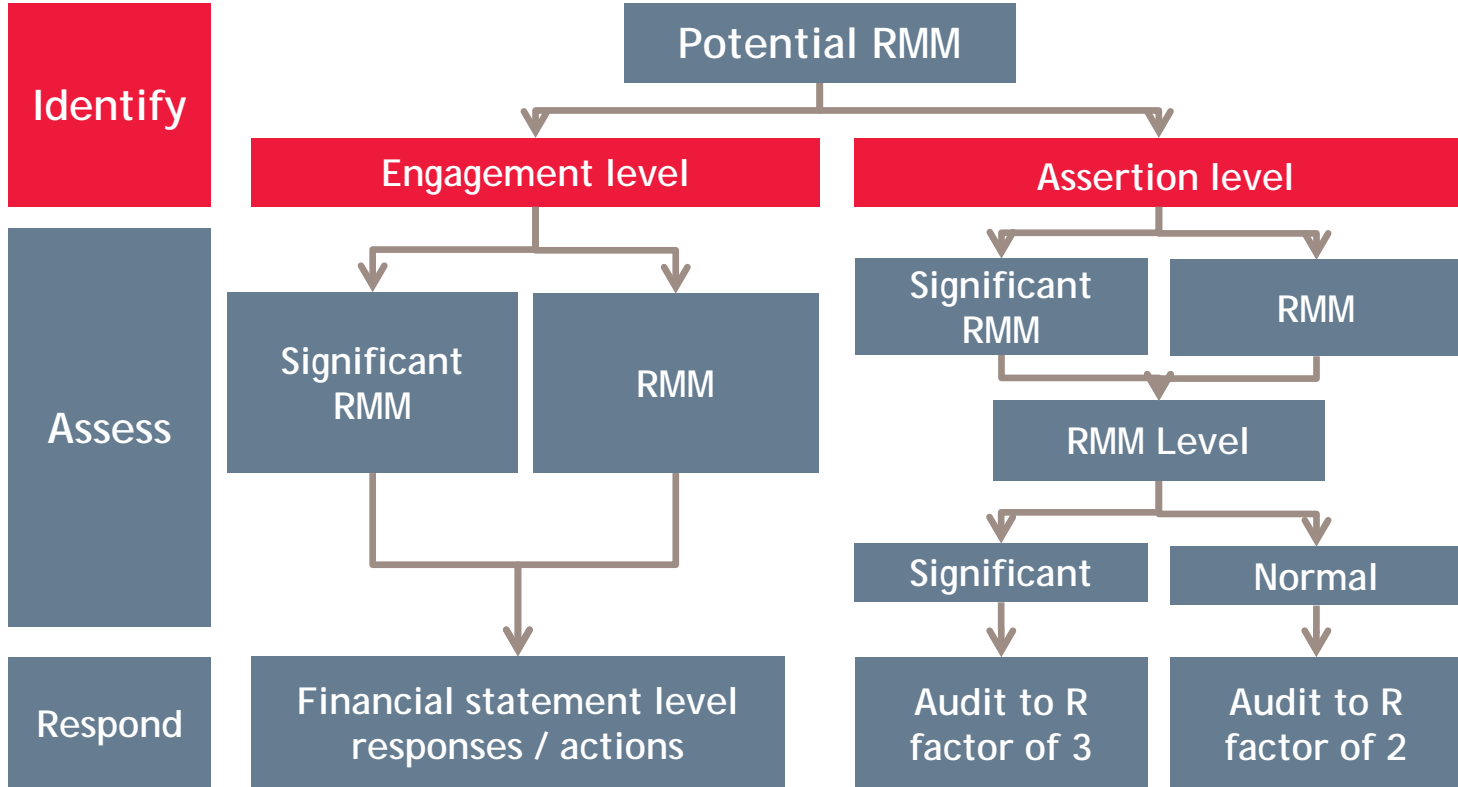 Identify
Potential RMM
Engagement level
Assertion level
Assess
Significant
RMM
RMM
Significant
RMM
RMM
RMM Level
Significant
Normal
Respond
Financial statement level
responses / actions
Audit to R
factor of 3
Audit to R
factor of 2